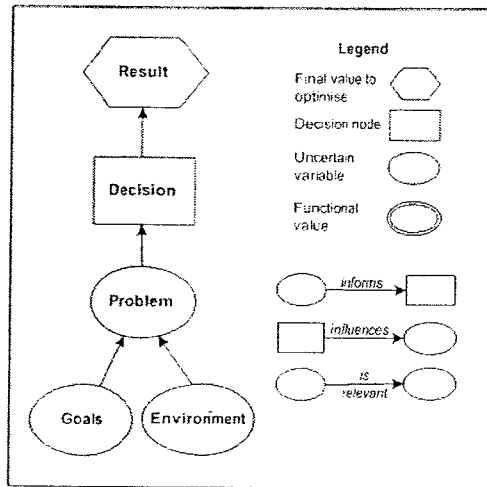 Result
Decision
Problem
Goals
Environment
Legend
Final value to
optimise
Decision node
Uncertain
variable
Functional
value
informs
influences
is
relevant